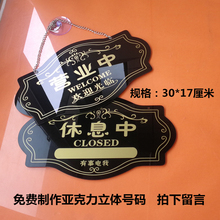 营业中
WELCOME
欢迎光临
规格：30*17厘米
休息中
CLOSED
有事电我
免费制作亚克力立体号码 拍下留言